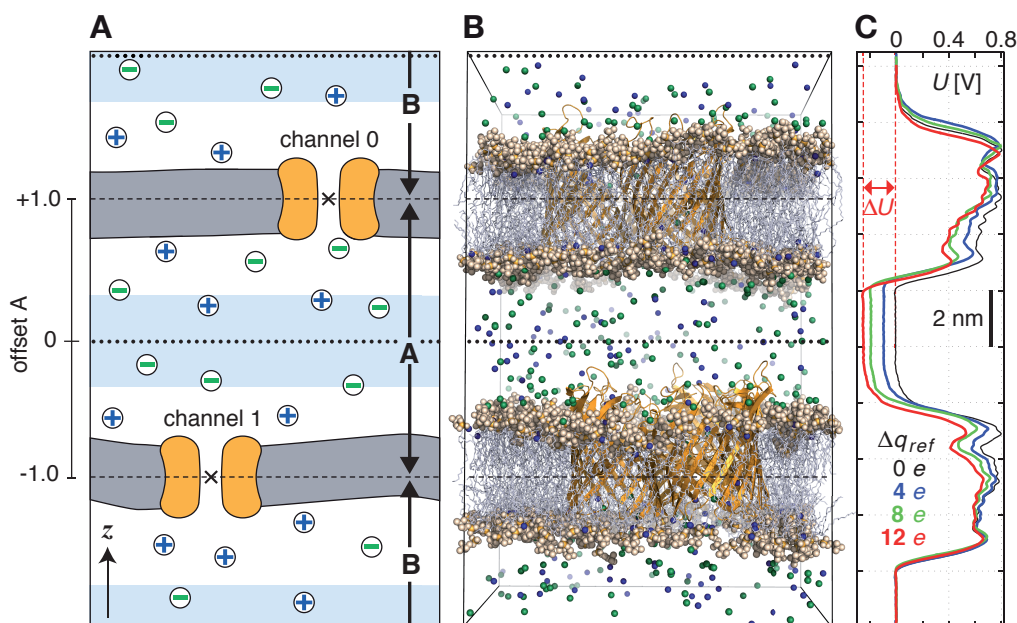 A
B
channel 0
+1.0
offset A
0
A
channel 1
-1.0
z
B
B
C
0 0.4 0.8
U [V]
ΔU
2 nm
Δq_ref
0 e
4 e
8 e
12 e